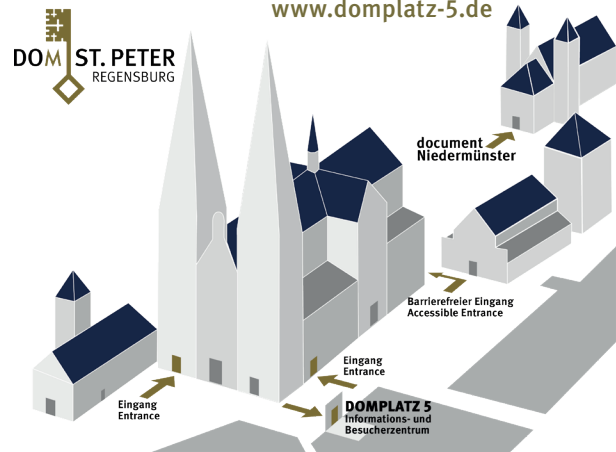 www.domplatz-5.de
DOM ST. PETER
REGENSBURG
document
Niedermünster
Barrierefreier Eingang
Accessible Entrance
Eingang
Entrance
Eingang
Entrance
DOMPLATZ 5
Informations- und
Besucherzentrum